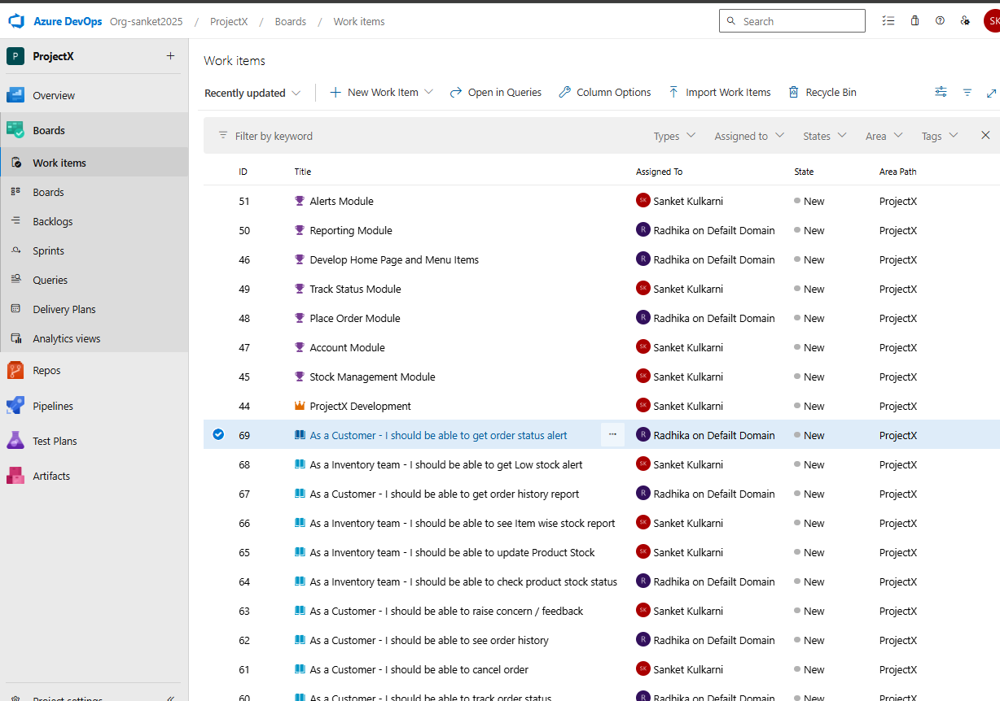 Azure DevOps Org-sanket2025 / ProjectX / Boards / Work items Search SK
P ProjectX +
Work items
Overview
Recently updated New Work Item Open in Queries Column Options Import Work Items Recycle Bin
Boards
Filter by keyword Types Assigned to States Area Tags
Work items
ID Title Assigned To State Area Path
Boards
51 Alerts Module SK Sanket Kulkarni New ProjectX
Backlogs
50 Reporting Module R Radhika on Defailt Domain New ProjectX
Sprints
46 Develop Home Page and Menu Items R Radhika on Defailt Domain New ProjectX
Queries
49 Track Status Module SK Sanket Kulkarni New ProjectX
Delivery Plans
48 Place Order Module R Radhika on Defailt Domain New ProjectX
Analytics views
47 Account Module SK Sanket Kulkarni New ProjectX
Repos
45 Stock Management Module SK Sanket Kulkarni New ProjectX
Pipelines
44 ProjectX Development SK Sanket Kulkarni New ProjectX
Test Plans
69 As a Customer - I should be able to get order status alert ... R Radhika on Defailt Domain New ProjectX
Artifacts
68 As a Inventory team - I should be able to get Low stock alert SK Sanket Kulkarni New ProjectX
67 As a Customer - I should be able to get order history report R Radhika on Defailt Domain New ProjectX
66 As a Inventory team - I should be able to see Item wise stock report SK Sanket Kulkarni New ProjectX
65 As a Inventory team - I should be able to update Product Stock SK Sanket Kulkarni New ProjectX
64 As a Inventory team - I should be able to check product stock status R Radhika on Defailt Domain New ProjectX
63 As a Customer - I should be able to raise concern / feedback SK Sanket Kulkarni New ProjectX
62 As a Customer - I should be able to see order history R Radhika on Defailt Domain New ProjectX
61 As a Customer - I should be able to cancel order SK Sanket Kulkarni New ProjectX
60 As a Customer - I should be able to track order status R Radhika on Defailt Domain New ProjectX
Project settings